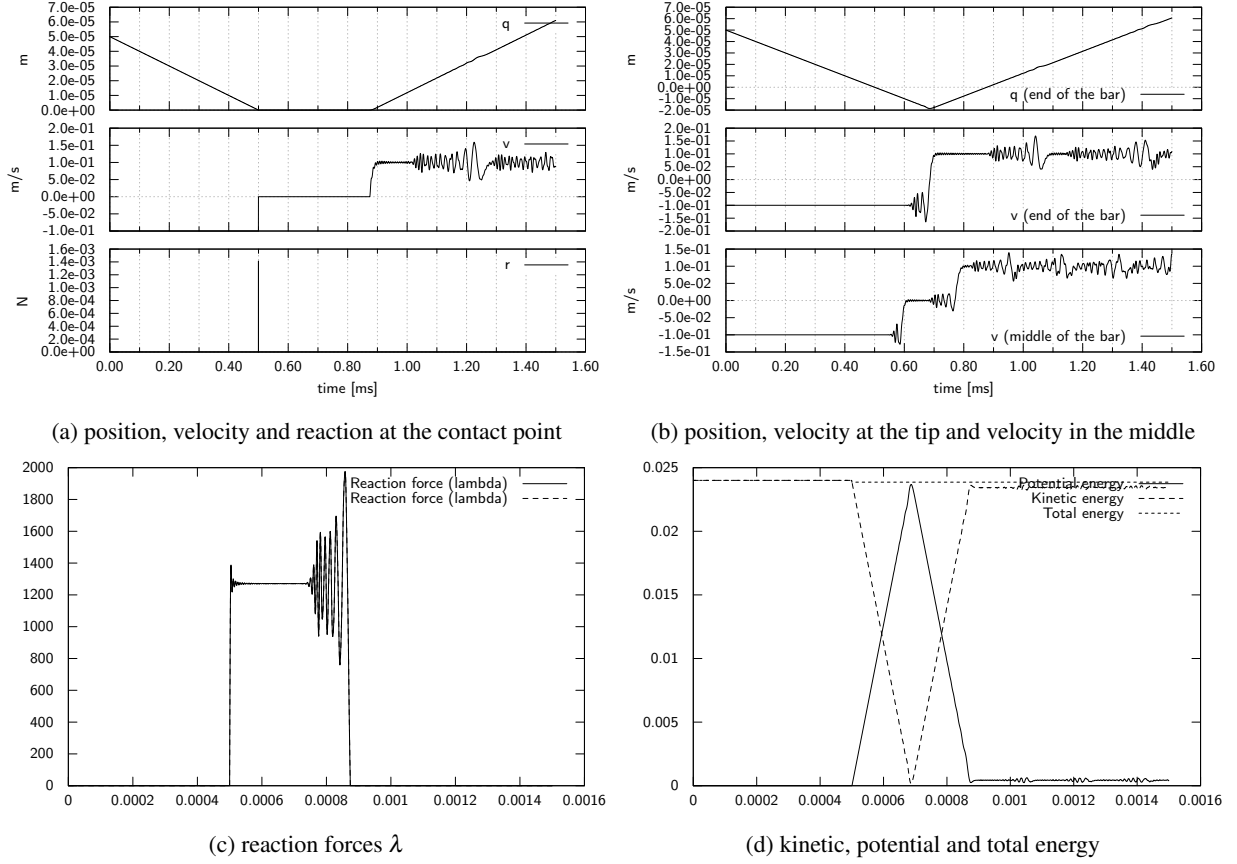 7.0e-05
6.0e-05
5.0e-05
4.0e-05
3.0e-05
2.0e-05
1.0e-05
0.0e+00
m
q
2.0e-01
1.5e-01
1.0e-01
5.0e-02
0.0e+00
-5.0e-02
-1.0e-01
m/s
v
1.6e-03
1.4e-03
1.2e-03
1.0e-03
8.0e-04
6.0e-04
4.0e-04
2.0e-04
0.0e+00
N
r
0.00 0.20 0.40 0.60 0.80 1.00 1.20 1.40 1.60
time [ms]
(a) position, velocity and reaction at the contact point
7.0e-05
6.0e-05
5.0e-05
4.0e-05
3.0e-05
2.0e-05
1.0e-05
0.0e+00
-1.0e-05
-2.0e-05
m
q (end of the bar)
2.0e-01
1.5e-01
1.0e-01
5.0e-02
0.0e+00
-5.0e-02
-1.0e-01
-1.5e-01
-2.0e-01
m/s
v (end of the bar)
1.5e-01
1.0e-01
5.0e-02
0.0e+00
-5.0e-02
-1.0e-01
-1.5e-01
m/s
v (middle of the bar)
0.00 0.20 0.40 0.60 0.80 1.00 1.20 1.40 1.60
time [ms]
(b) position, velocity at the tip and velocity in the middle
2000
1800
1600
1400
1200
1000
800
600
400
200
0
Reaction force (lambda)
Reaction force (lambda)
0 0.0002 0.0004 0.0006 0.0008 0.001 0.0012 0.0014 0.0016
(c) reaction forces λ
0.025
0.02
0.015
0.01
0.005
0
Potential energy
Kinetic energy
Total energy
0 0.0002 0.0004 0.0006 0.0008 0.001 0.0012 0.0014 0.0016
(d) kinetic, potential and total energy